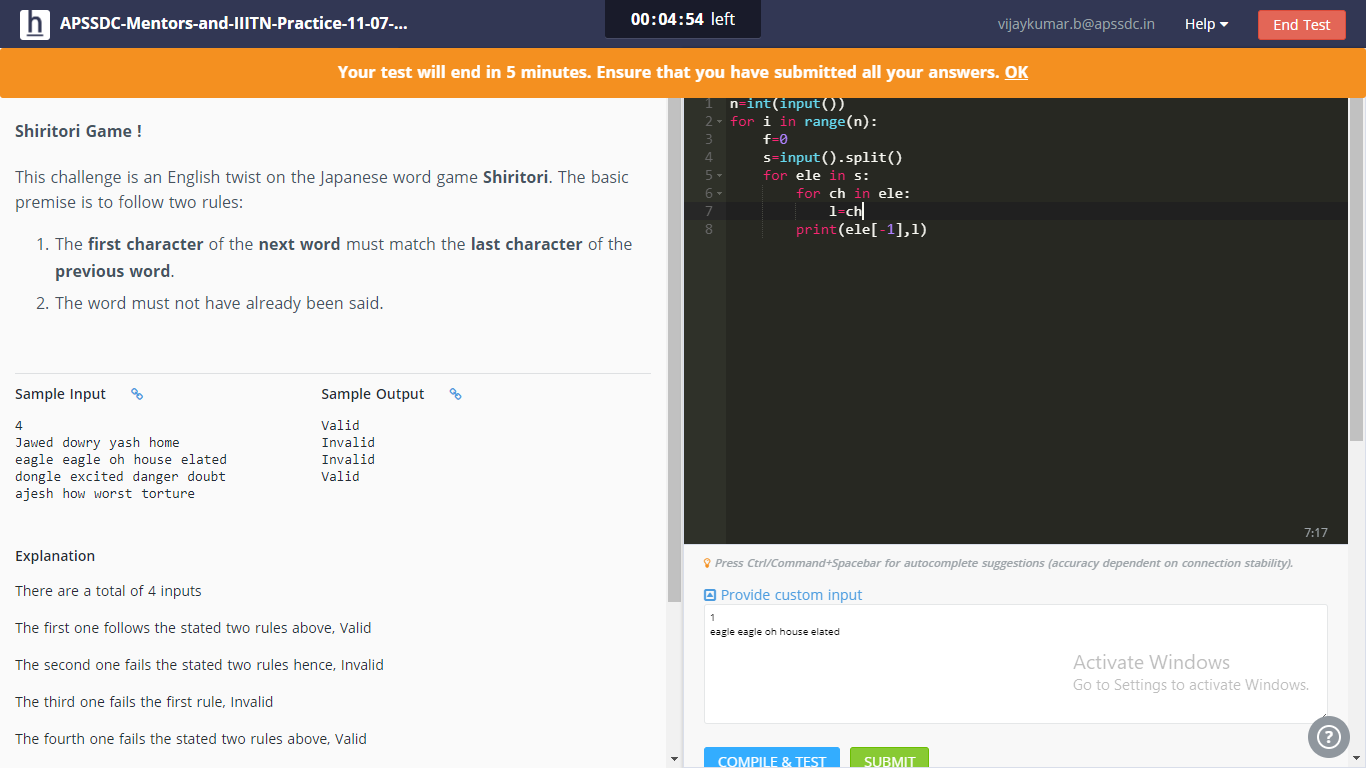 h APSSDC-Mentors-and-IIITN-Practice-11-07-...
00:04:54 left
vijaykumar.b@apssdc.in
Help
End Test
Your test will end in 5 minutes. Ensure that you have submitted all your answers. OK
Shiritori Game !
This challenge is an English twist on the Japanese word game Shiritori. The basic
premise is to follow two rules:
1. The first character of the next word must match the last character of the
previous word.
2. The word must not have already been said.
Sample Input
4
Jawed dowry yash home
eagle eagle oh house elated
dongle excited danger doubt
ajesh how worst torture
Sample Output
Valid
Invalid
Invalid
Valid
Explanation
There are a total of 4 inputs
The first one follows the stated two rules above, Valid
The second one fails the stated two rules hence, Invalid
The third one fails the first rule, Invalid
The fourth one fails the stated two rules above, Valid
1 n=int(input())
2 for i in range(n):
3 f=0
4 s=input().split()
5 for ele in s:
6 for ch in ele:
7 l=ch
8 print(ele[-1],l)
7:17
Press Ctrl/Command+Spacebar for autocomplete suggestions (accuracy dependent on connection stability).
Provide custom input
1
eagle eagle oh house elated
Activate Windows
Go to Settings to activate Windows.
?
COMPILE & TEST
SUBMIT